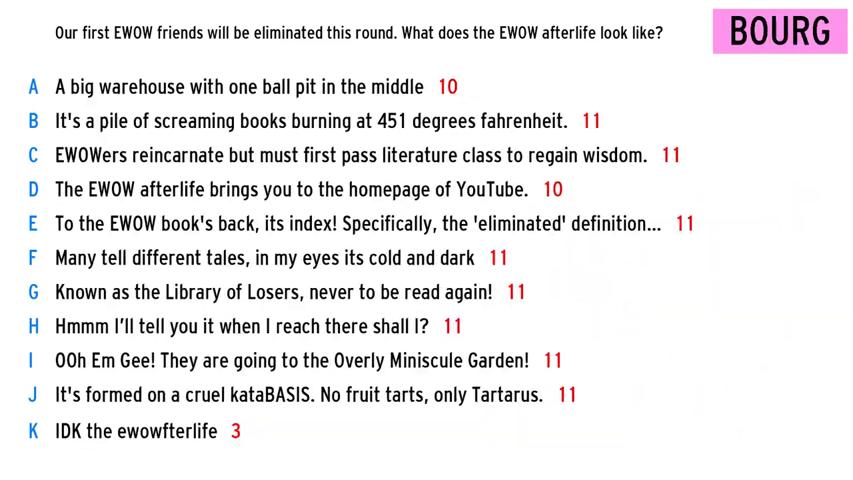 Our first EWOW friends will be eliminated this round. What does the EWOW afterlife look like?
BOURG
A A big warehouse with one ball pit in the middle 10
B It's a pile of screaming books burning at 451 degrees fahrenheit. 11
C EWOWers reincarnate but must first pass literature class to regain wisdom. 11
D The EWOW afterlife brings you to the homepage of YouTube. 10
E To the EWOW book's back, its index! Specifically, the 'eliminated' definition... 11
F Many tell different tales, in my eyes its cold and dark 11
G Known as the Library of Losers, never to be read again! 11
H Hmmm I'll tell you it when I reach there shall I? 11
I OOh Em Gee! They are going to the Overly Miniscule Garden! 11
J It's formed on a cruel kataBASIS. No fruit tarts, only Tartarus. 11
K IDK the ewowfterlife 3